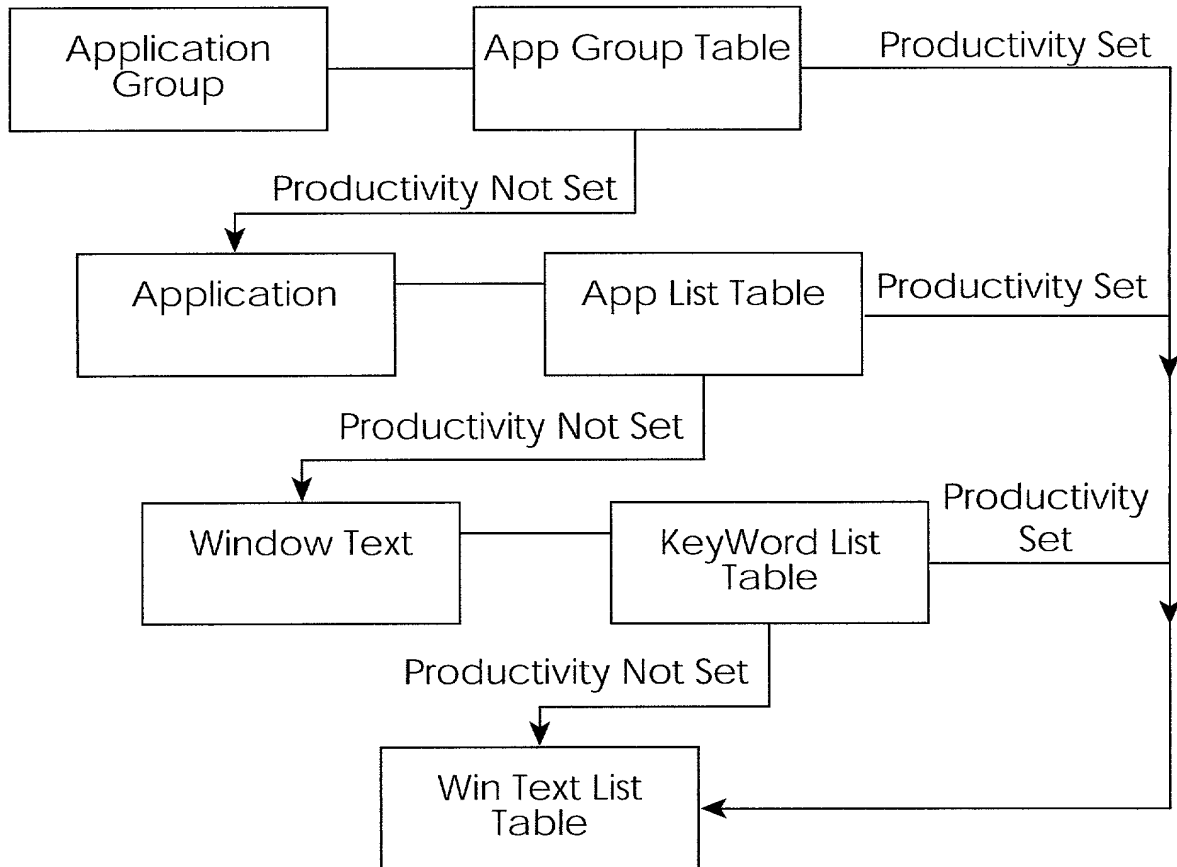 Application
Group
App Group Table
Productivity Set
Productivity Not Set
Application
App List Table
Productivity Set
Productivity Not Set
Window Text
KeyWord List
Table
Productivity
Set
Productivity Not Set
Win Text List
Table